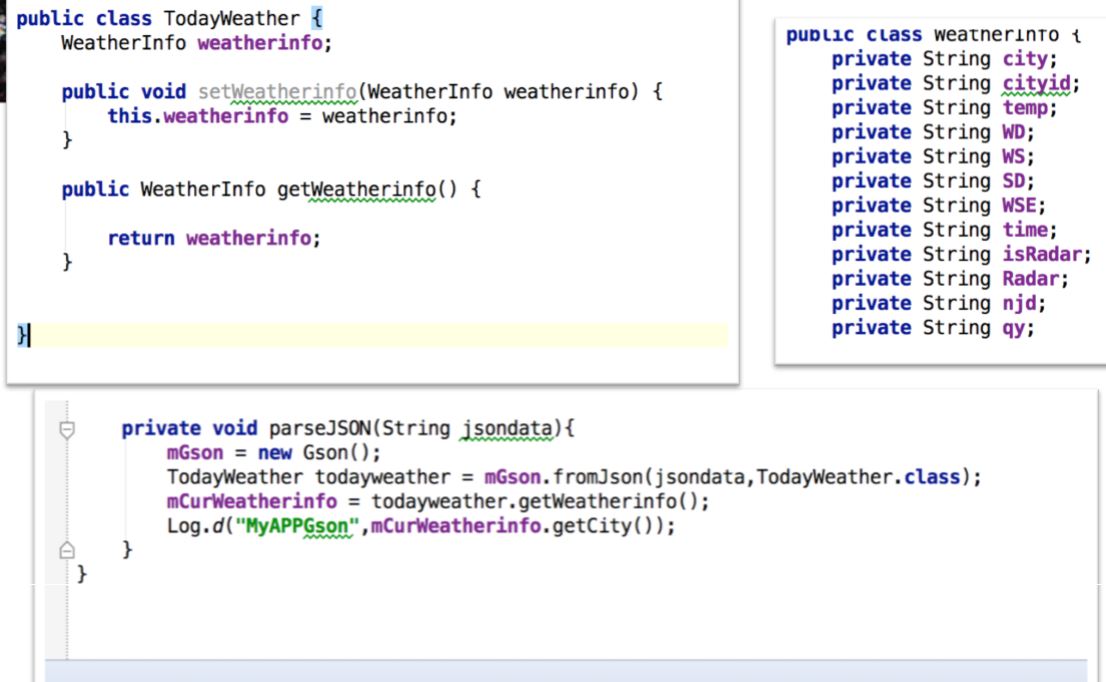 public class TodayWeather {
WeatherInfo weatherinfo;
public void setWeatherinfo(WeatherInfo weatherinfo) {
this.weatherinfo = weatherinfo;
}
public WeatherInfo getWeatherinfo() {
return weatherinfo;
}
}
public class WeatherInfo {
private String city;
private String cityid;
private String temp;
private String WD;
private String WS;
private String SD;
private String WSE;
private String time;
private String isRadar;
private String Radar;
private String njd;
private String qy;
private void parseJSON(String jsondata){
mGson = new Gson();
TodayWeather todayweather = mGson.fromJson(jsondata,TodayWeather.class);
mCurWeatherinfo = todayweather.getWeatherinfo();
Log.d("MyAPPGson",mCurWeatherinfo.getCity());
}
}